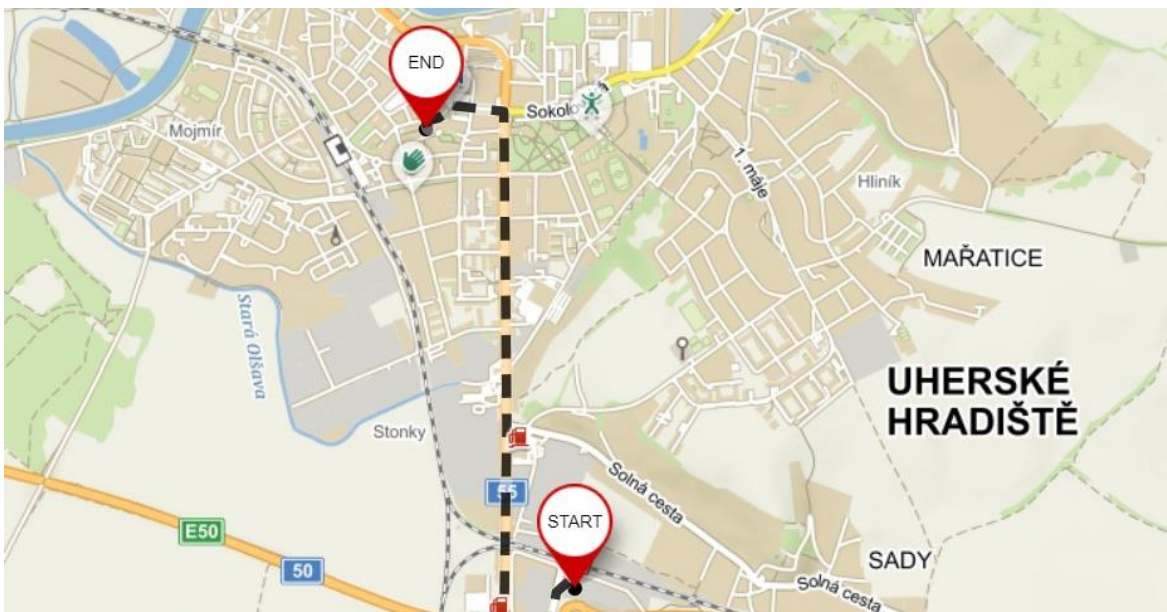 END
Sokolo
Mojmír
1. máje
Hliník
MAŘATICE
Stará Olšava
UHERSKÉ
HRADIŠTĚ
Stonky
Solná cesta
55
START
E50
50
SADY
Solná cesta